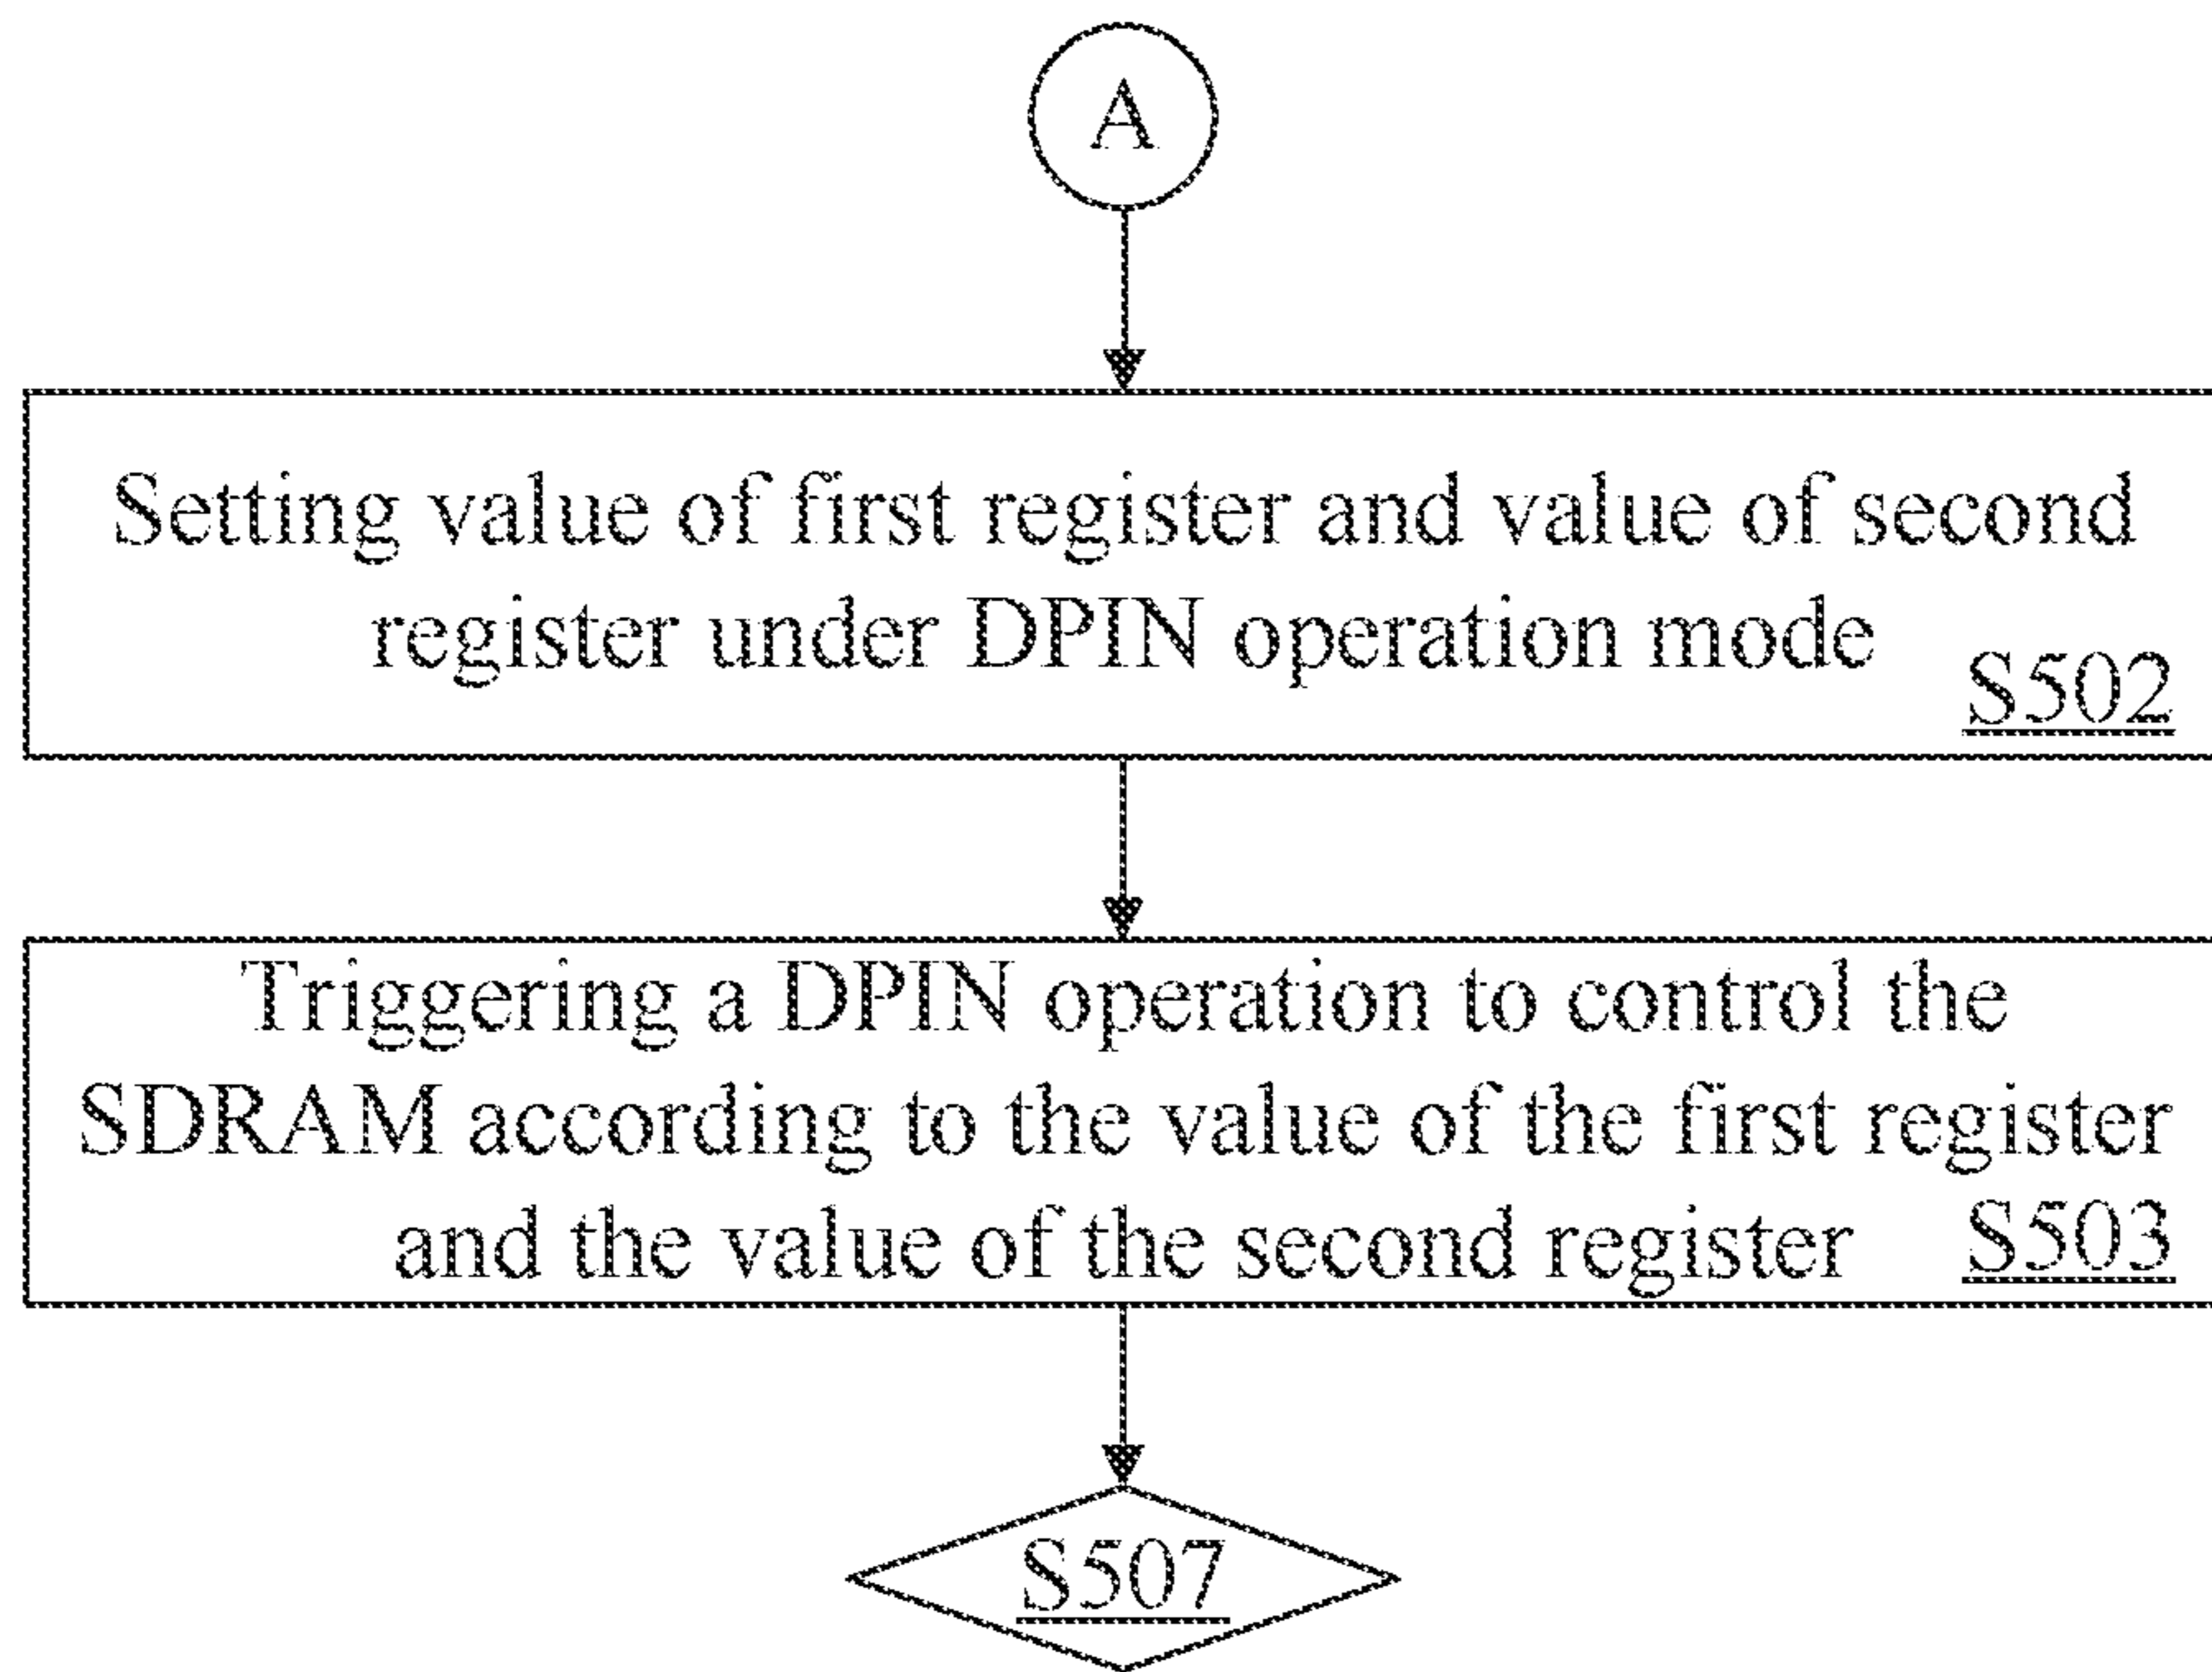 A
Setting value of first register and value of second
register under DPIN operation mode
S502
Triggering a DPIN operation to control the
SDRAM according to the value of the first register
and the value of the second register S503
S507